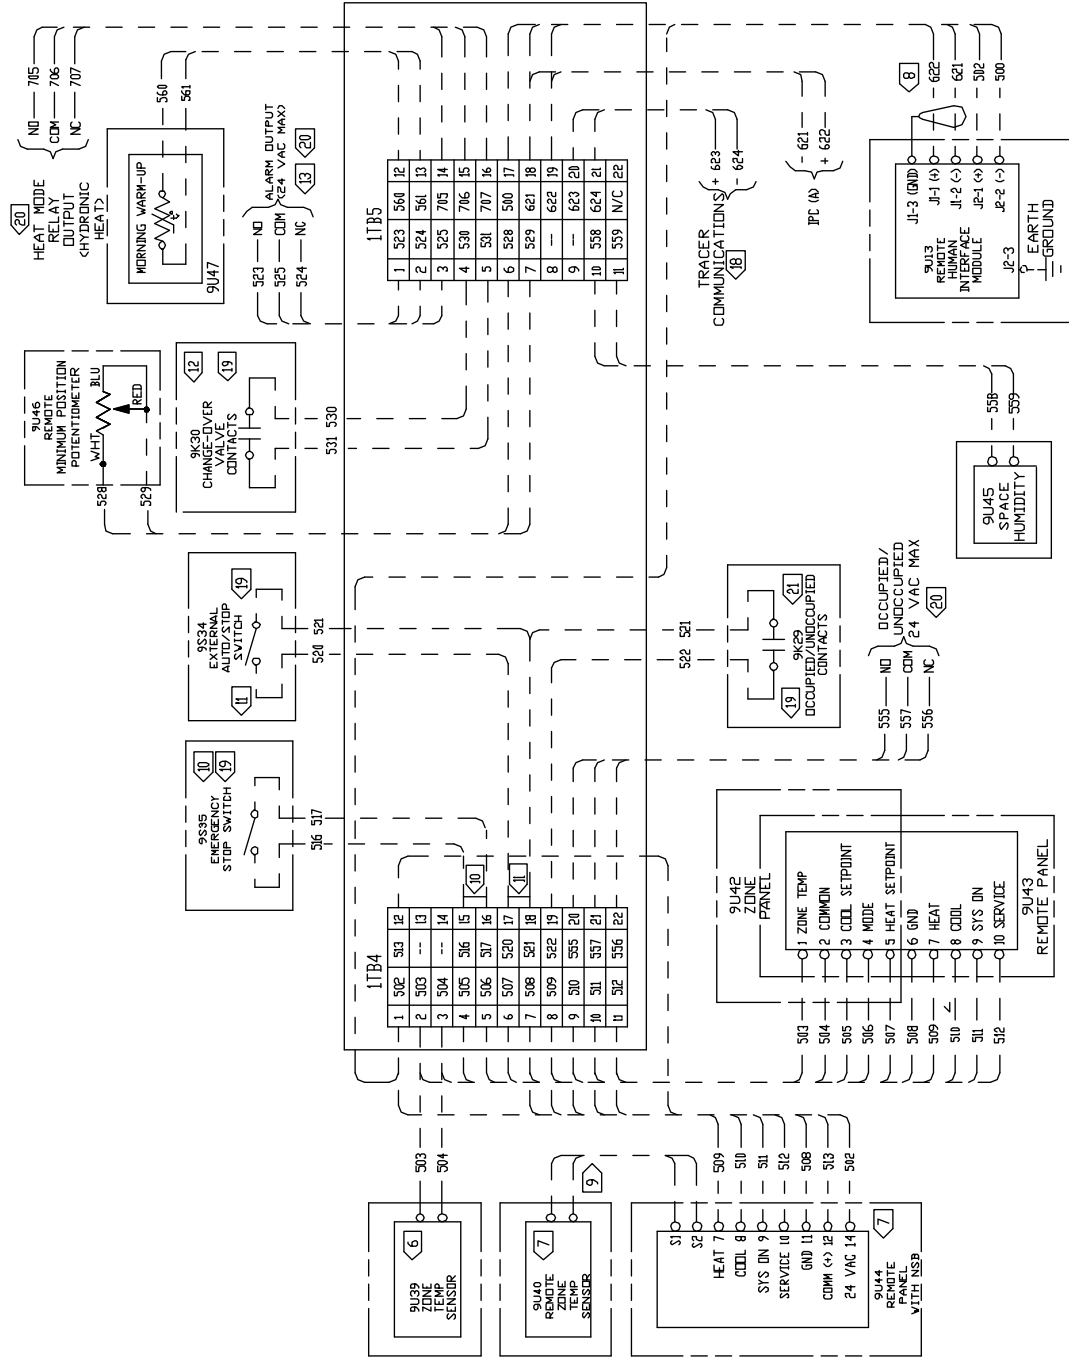 NO 705
COM 706
NC 707
20
HEAT MODE
RELAY
OUTPUT
(HYDRONIC
HEAT)
560
561
MORNING WARM-UP
9U47
523 NO
525 COM
524 NC
ALARM OUTPUT
(24 VAC MAX)
13
20
9U46
REMOTE
MINIMUM POSITION
POTENTIOMETER
WHT
BLU
RED
528
529
12
19
9K30
CHANGE-OVER
VALVE
CONTACTS
531
530
9S34
EXTERNAL
AUTO/STOP
SWITCH
19
11
521
520
9S35
EMERGENCY
STOP SWITCH
10
19
517
516
1TB5
1 523 560 12
2 524 561 13
3 525 705 14
4 530 706 15
5 531 707 16
6 528 500 17
7 529 621 18
8 -- 622 19
9 -- 623 20
10 558 624 21
11 559 N/C 22
1TB4
1 502 513 12
2 503 -- 13
3 504 -- 14
4 505 516 15
5 506 517 16
6 507 520 17
7 508 521 18
8 509 522 19
9 510 555 20
10 511 557 21
11 512 556 22
10
11
TRACER
COMMUNICATIONS
18
+ 623
- 624
IPC (A)
- 621
+ 622
8
622
621
502
500
J1-3 (GND)
J1-1 (+)
J1-2 (-)
J2-1 (+)
J2-2 (-)
9U13
REMOTE
HUMAN
INTERFACE
MODULE
J2-3
EARTH
GROUND
558
559
9U45
SPACE
HUMIDITY
521
522
21
19
9K29
OCCUPIED/UNOCCUPIED
CONTACTS
OCCUPIED/
UNOCCUPIED
24 VAC MAX
20
555 NO
557 COM
556 NC
9U42
ZONE
PANEL
9U43
REMOTE PANEL
503 1 ZONE TEMP
504 2 COMMON
505 3 COOL SETPOINT
506 4 MODE
507 5 HEAT SETPOINT
508 6 GND
509 7 HEAT
510 8 COOL
511 9 SYS ON
512 10 SERVICE
503
504
6
9U39
ZONE
TEMP
SENSOR
7
9
9U40
REMOTE
ZONE
TEMP
SENSOR
S1
S2
HEAT 7 509
COOL 8 510
SYS ON 9 511
SERVICE 10 512
GND 11 508
COMM (+) 12 513
24 VAC 14 502
9U44
REMOTE
PANEL
WITH NSB
7